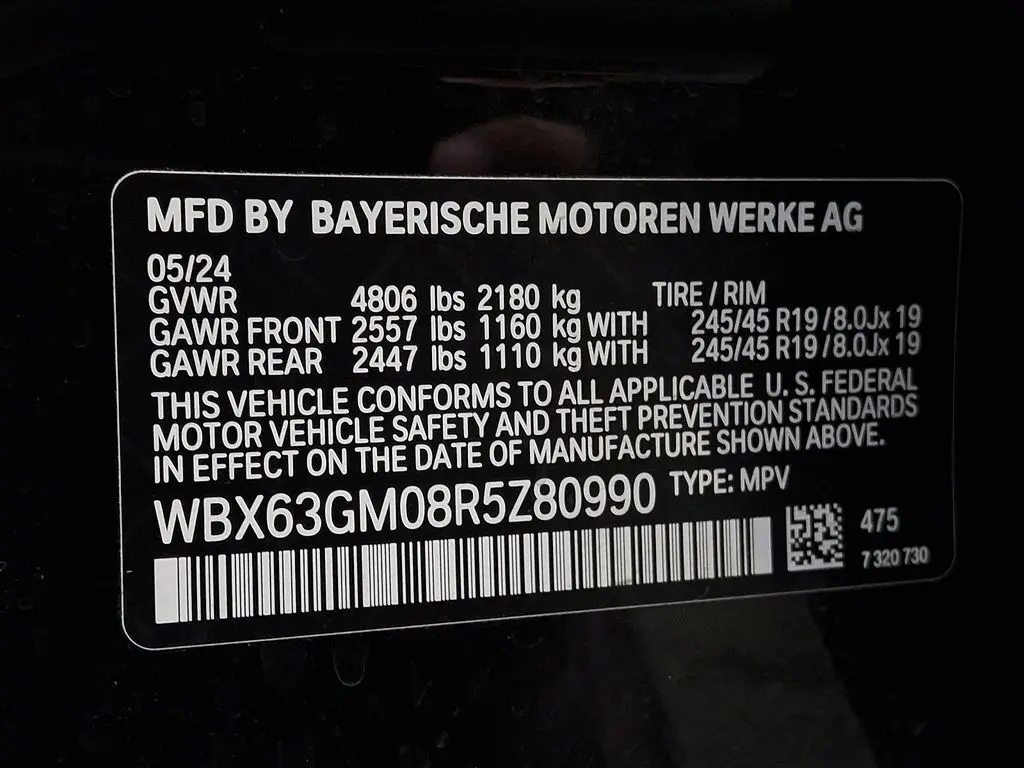 MFD BY BAYERISCHE MOTOREN WERKE AG
05/24
GVWR 4806 lbs 2180 kg TIRE / RIM
GAWR FRONT 2557 lbs 1160 kg WITH 245/45 R19 / 8.0Jx 19
GAWR REAR 2447 lbs 1110 kg WITH 245/45 R19 / 8.0Jx 19
THIS VEHICLE CONFORMS TO ALL APPLICABLE U. S. FEDERAL
MOTOR VEHICLE SAFETY AND THEFT PREVENTION STANDARDS
IN EFFECT ON THE DATE OF MANUFACTURE SHOWN ABOVE.
WBX63GM08R5Z80990 TYPE: MPV
475
7 320 730